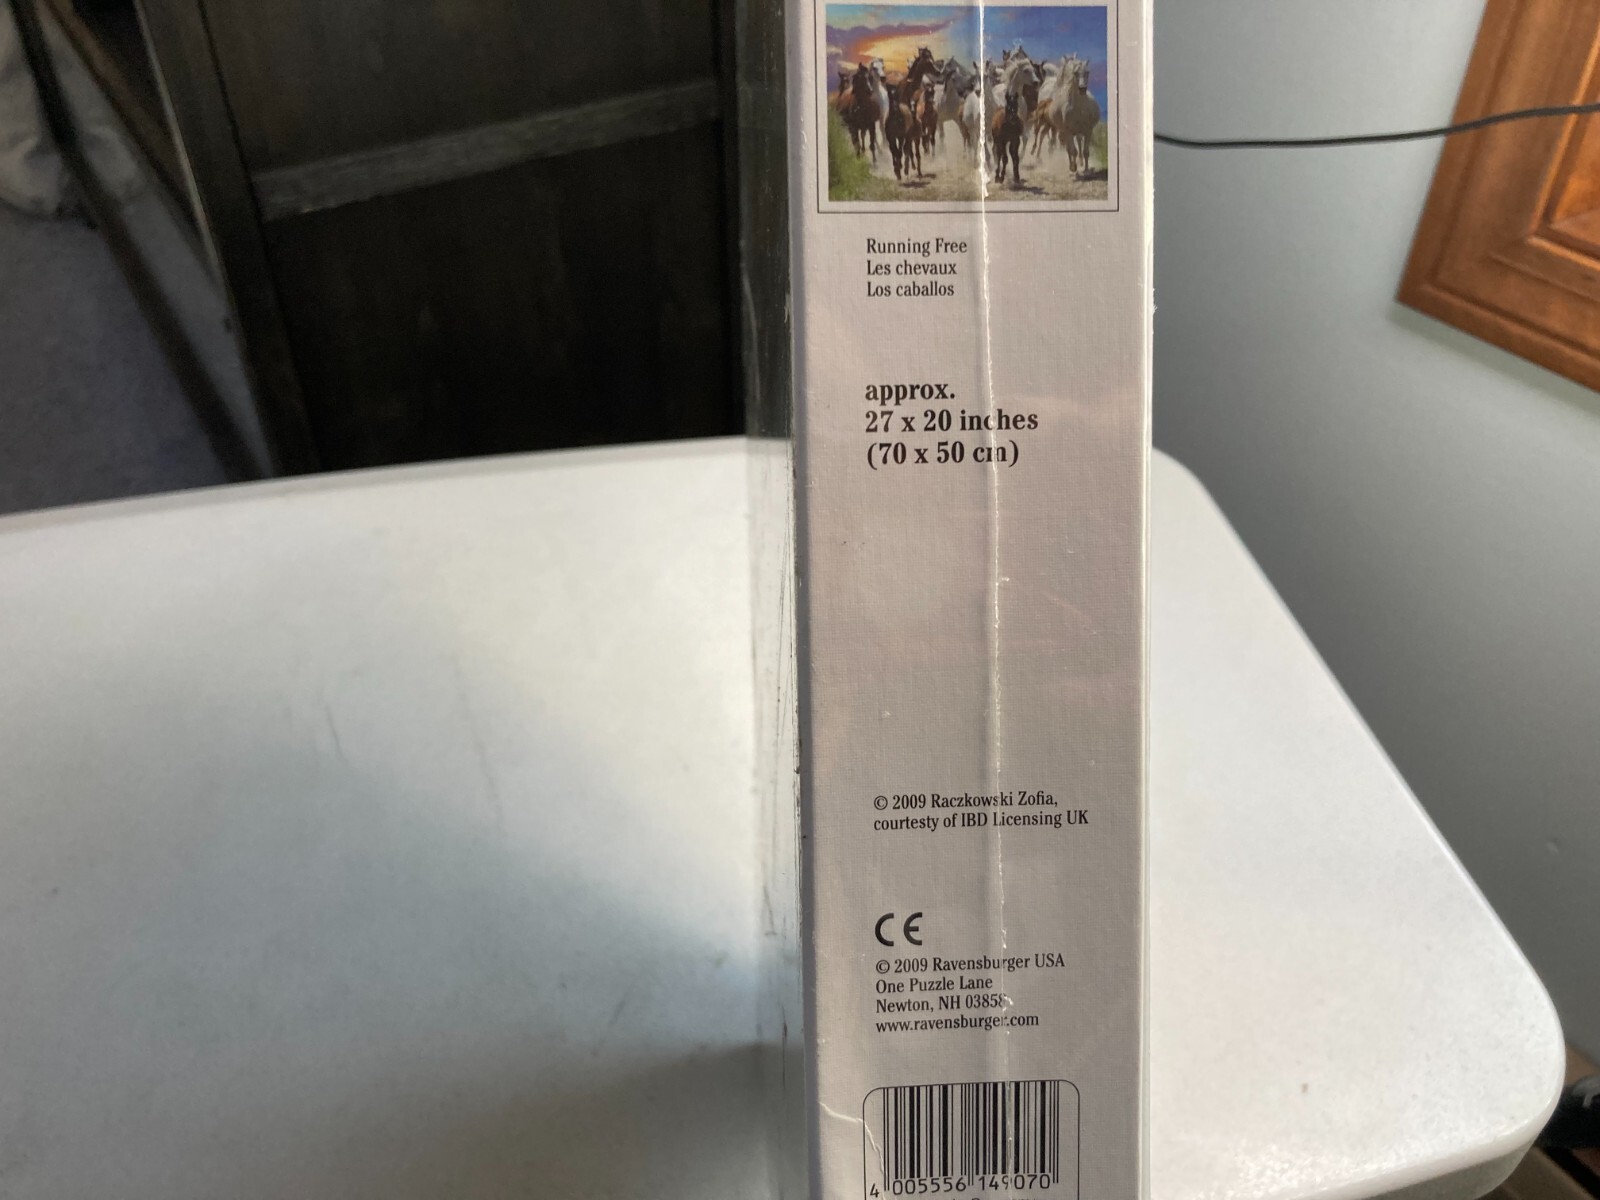 Running Free
Les chevaux
Los caballos
approx.
27 x 20 inches
(70 x 50 cm)
© 2009 Raczkowski Zofia,
courtesty of IBD Licensing UK
CE
© 2009 Ravensburger USA
One Puzzle Lane
Newton, NH 03858
www.ravensburger.com
4 005556 149070